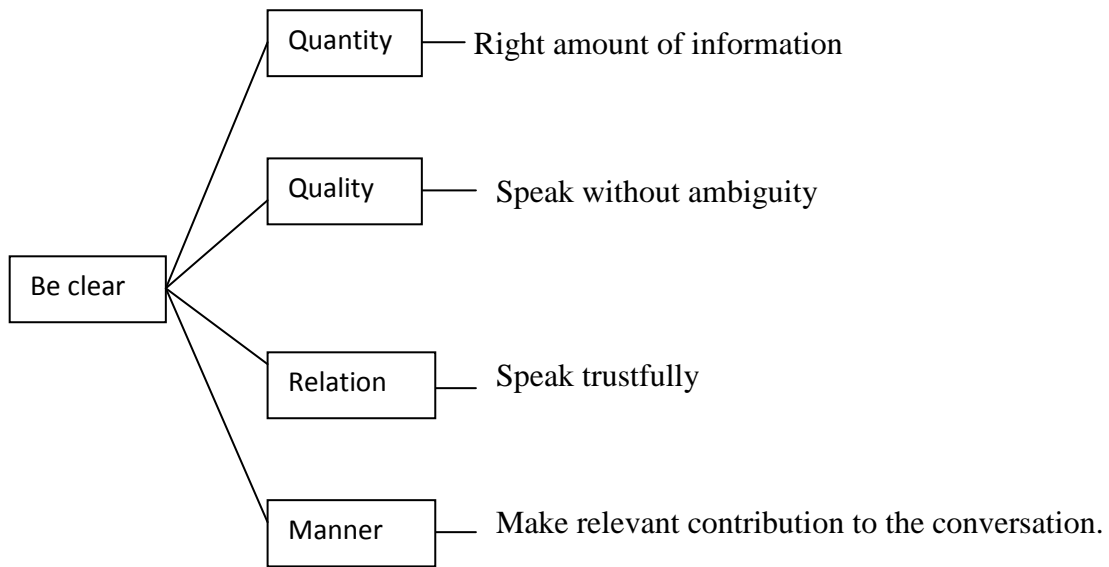 Quantity Right amount of information
Quality Speak without ambiguity
Be clear
Relation Speak trustfully
Manner Make relevant contribution to the conversation.